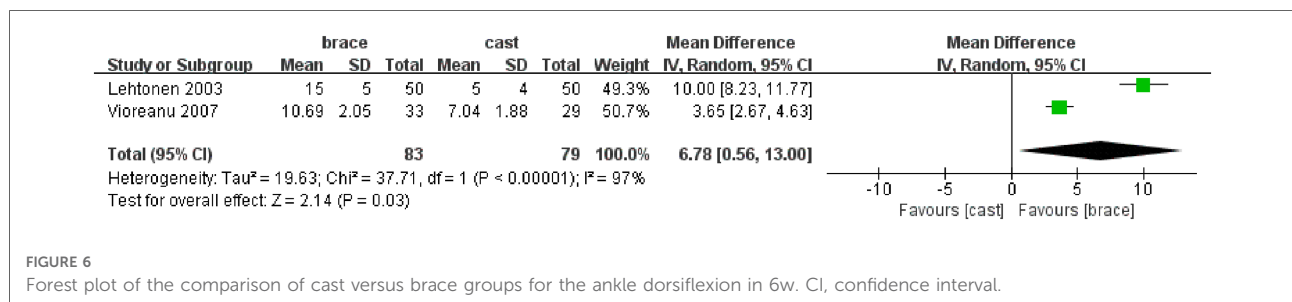 brace cast Mean Difference Mean Difference
Study or Subgroup Mean SD Total Mean SD Total Weight IV, Random, 95% CI IV, Random, 95% CI
Lehtonen 2003 15 5 50 5 4 50 49.3% 10.00 [8.23, 11.77]
Vioreanu 2007 10.69 2.05 33 7.04 1.88 29 50.7% 3.65 [2.67, 4.63]
Total (95% CI) 83 79 100.0% 6.78 [0.56, 13.00]
Heterogeneity: Tau² = 19.63; Chi² = 37.71, df = 1 (P < 0.00001); I² = 97%
Test for overall effect: Z = 2.14 (P = 0.03)
-10 -5 0 5 10
Favours [cast] Favours [brace]
FIGURE 6
Forest plot of the comparison of cast versus brace groups for the ankle dorsiflexion in 6w. CI, confidence interval.